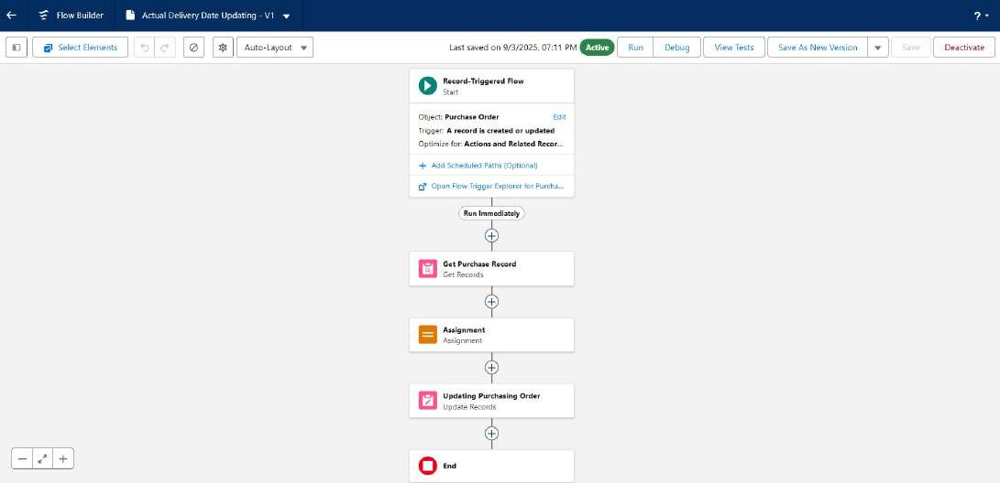 Flow Builder
Actual Delivery Date Updating - V1
?
Select Elements
Auto-Layout
Last saved on 9/3/2025, 07:11 PM
Active
Run
Debug
View Tests
Save As New Version
Save
Deactivate
Record-Triggered Flow
Start
Object: Purchase Order
Edit
Trigger: A record is created or updated
Optimize for: Actions and Related Recor...
Add Scheduled Paths (Optional)
Open Flow Trigger Explorer for Purcha...
Run Immediately
Get Purchase Record
Get Records
Assignment
Assignment
Updating Purchasing Order
Update Records
End